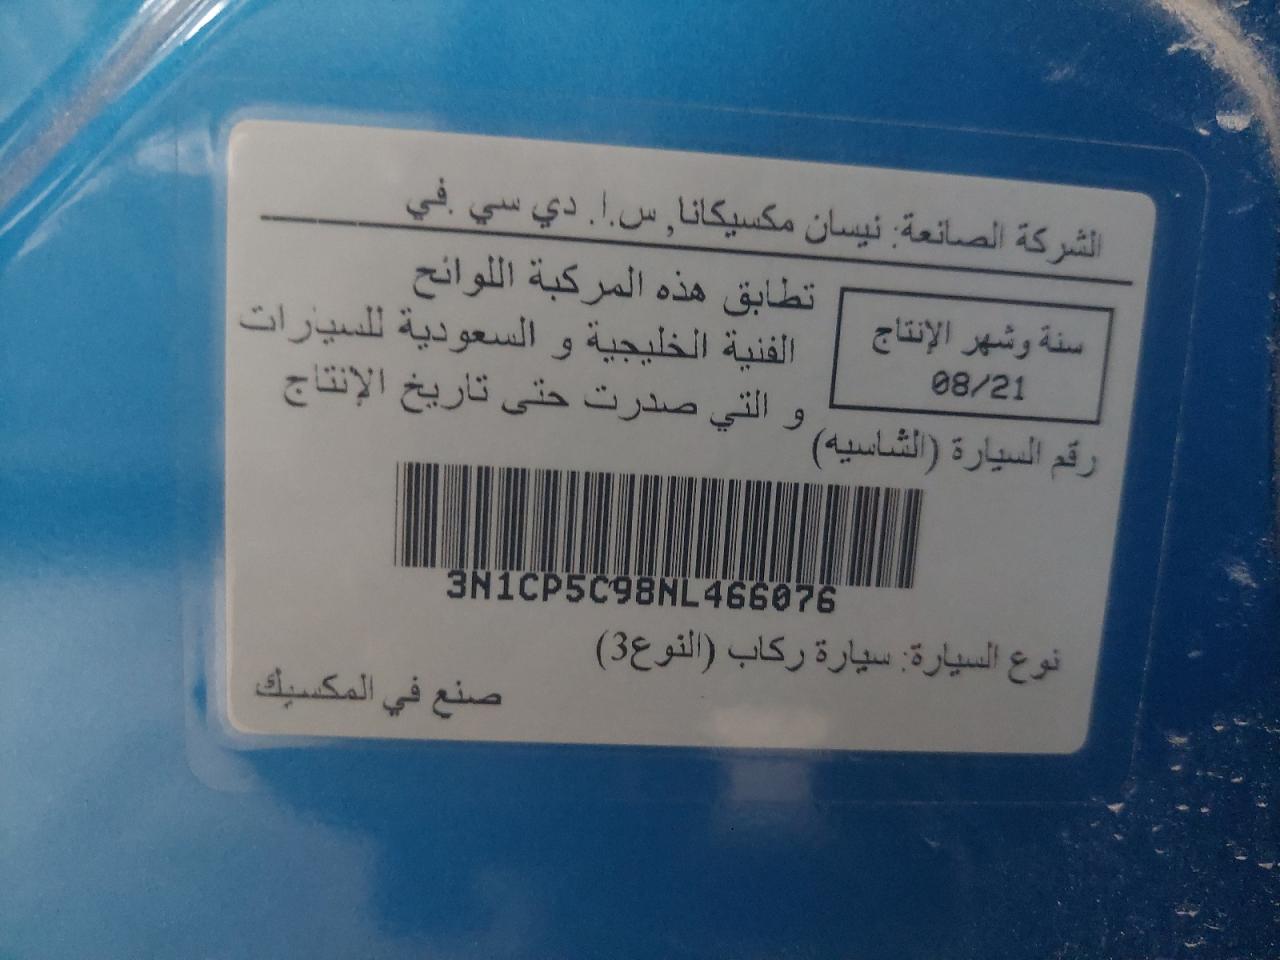 الشركة الصانعة: نيسان مكسيكانا, س.ا. دي سي .في
تطابق هذه المركبة اللوائح
الفنية الخليجية و السعودية للسيارات
و التي صدرت حتى تاريخ الإنتاج
سنة وشهر الإنتاج
08/21
رقم السيارة (الشاسيه)
3N1CP5C98NL466076
نوع السيارة: سيارة ركاب (النوع3)
صنع في المكسيك